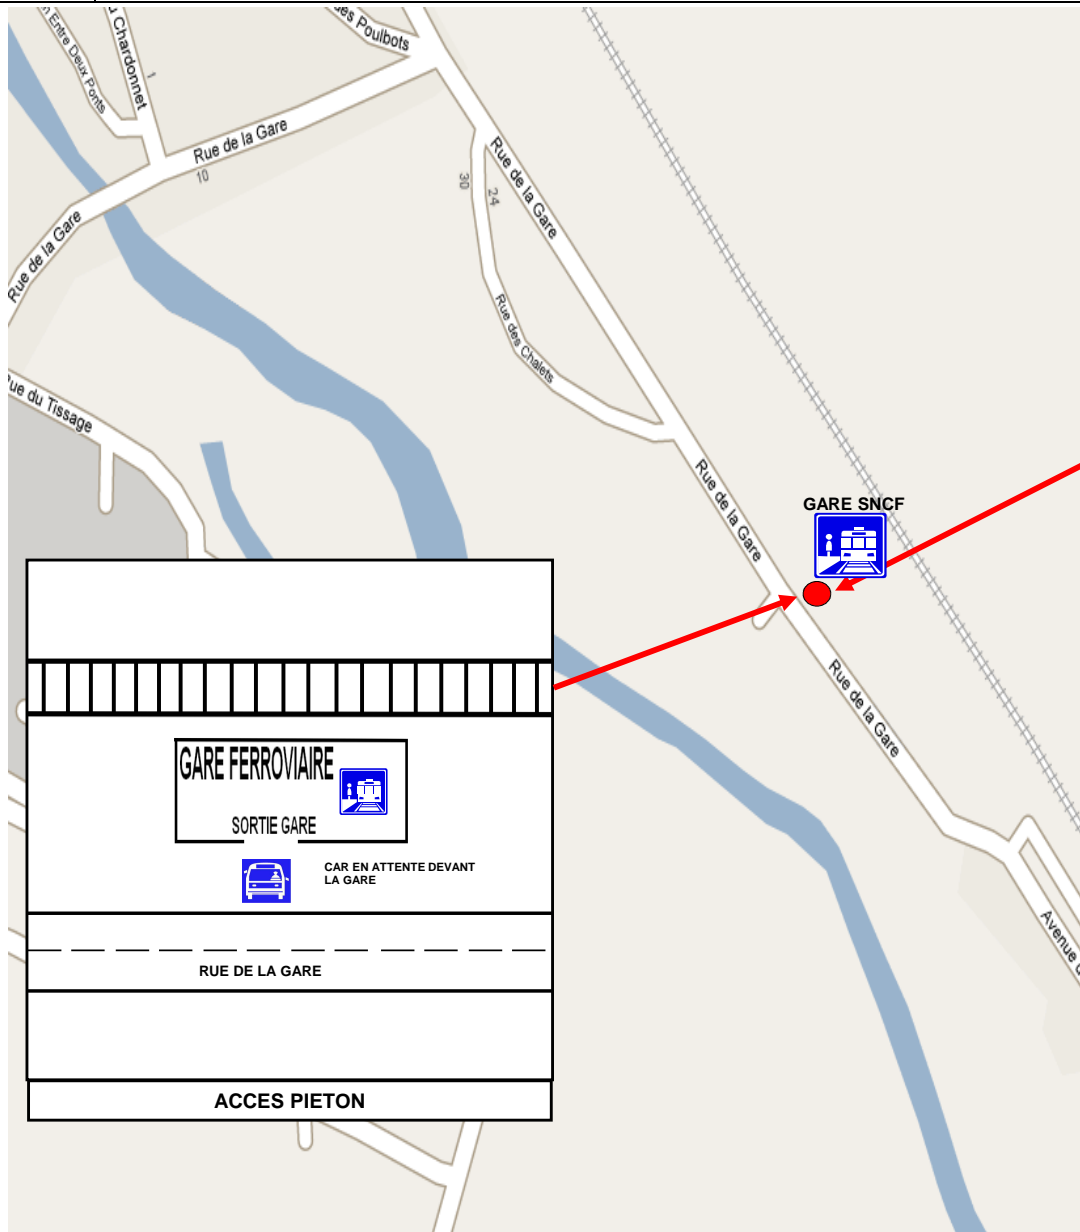 Entre Deux Ponts
Chardonnet
1
des Poulbots
Rue de la Gare
10
Rue de la Gare
30
24
Rue de la Gare
Rue des Chalets
Rue du Tissage
Rue de la Gare
GARE SNCF
Rue de la Gare
Avenue
GARE FERROVIAIRE
SORTIE GARE
CAR EN ATTENTE DEVANT
LA GARE
RUE DE LA GARE
ACCES PIETON